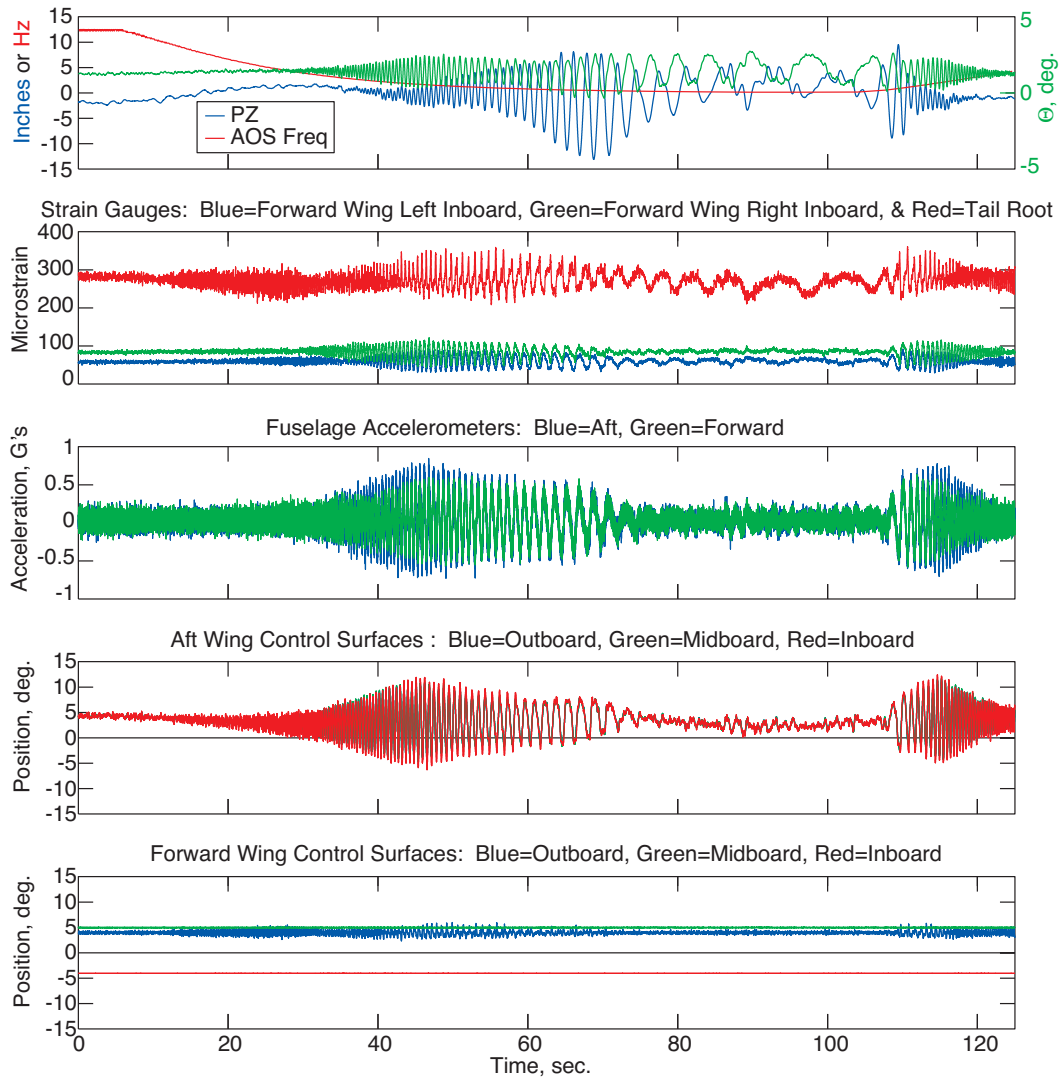 15
10
5
0
-5
-10
-15
Inches or Hz
PZ
AOS Freq
5
0
-5
Θ, deg.
Strain Gauges: Blue=Forward Wing Left Inboard, Green=Forward Wing Right Inboard, & Red=Tail Root
400
300
200
100
0
Microstrain
Fuselage Accelerometers: Blue=Aft, Green=Forward
1
0.5
0
-0.5
-1
Acceleration, G's
Aft Wing Control Surfaces : Blue=Outboard, Green=Midboard, Red=Inboard
15
10
5
0
-5
-10
-15
Position, deg.
Forward Wing Control Surfaces: Blue=Outboard, Green=Midboard, Red=Inboard
15
10
5
0
-5
-10
-15
Position, deg.
0 20 40 60 80 100 120
Time, sec.